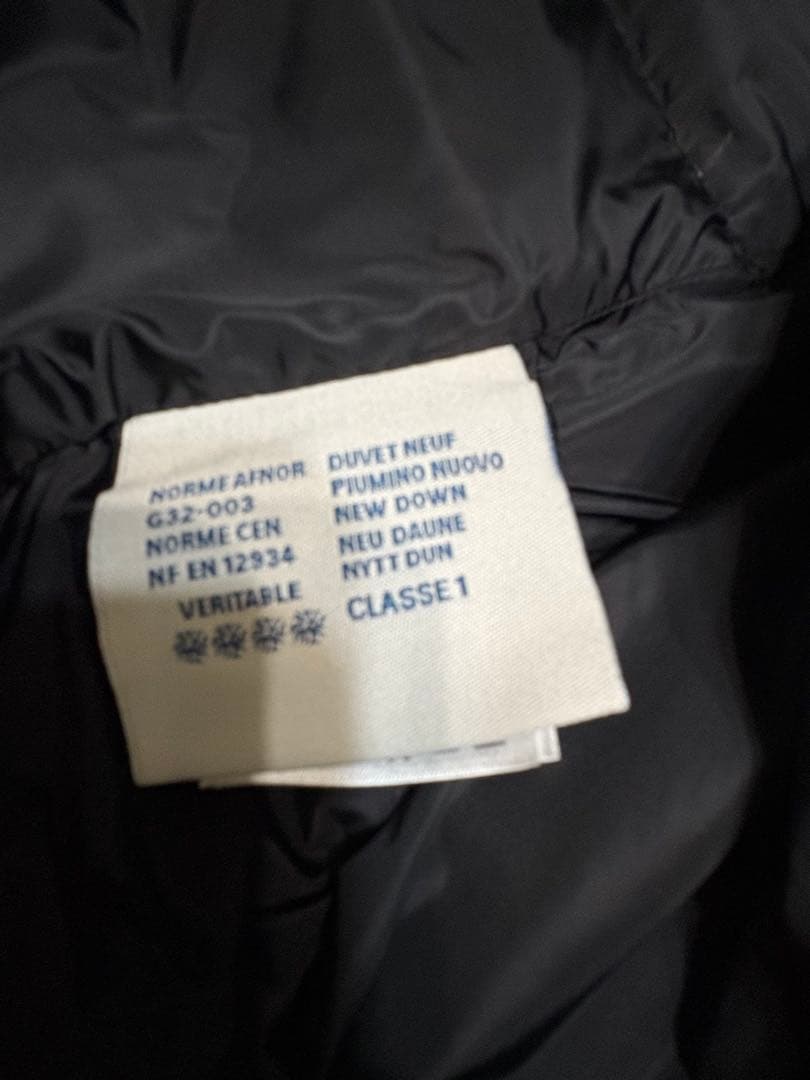 NORME AFNOR
G32-003
NORME CEN
NF EN 12934
VERITABLE
DUVET NEUF
PIUMINO NUOVO
NEW DOWN
NEU DAUNE
NYTT DUN
CLASSE 1